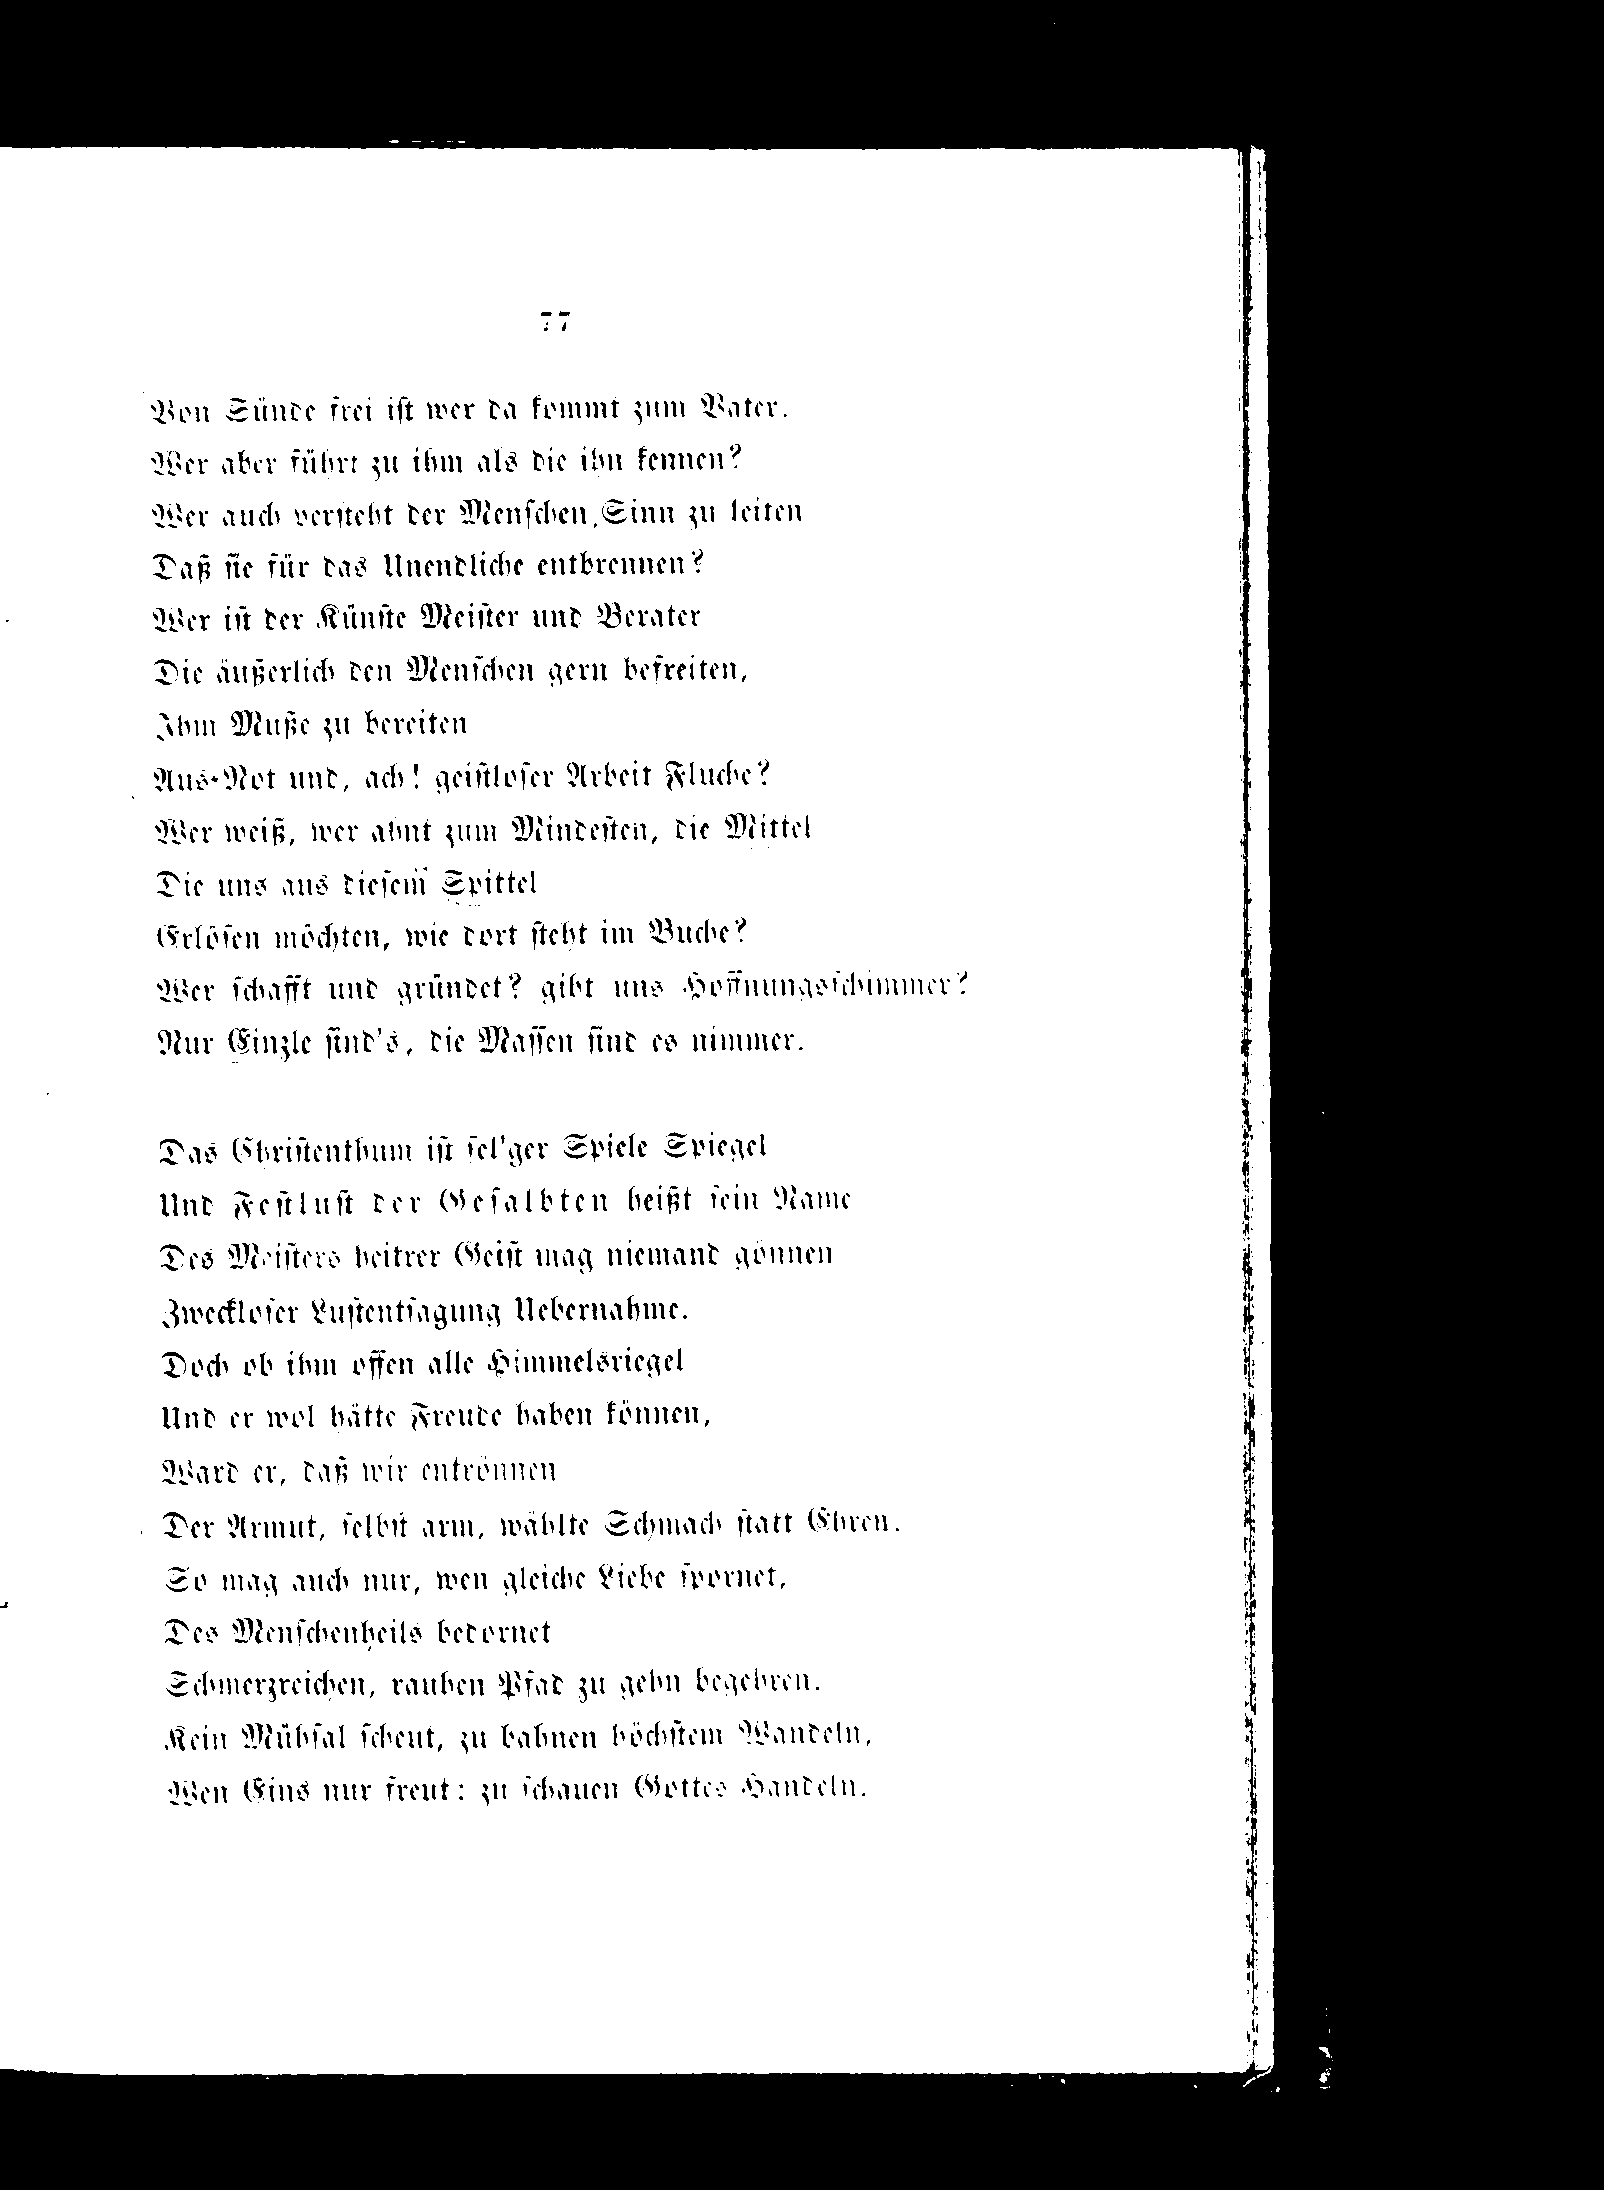 77
Von Sünde frei ist wer da kommt zum Vater.
Wer aber führt zu ihm als die ihn kennen?
Wer auch versteht der Menschen Sinn zu leiten
Daß sie für das Unendliche entbrennen?
Wer ist der Künste Meister und Berater
Die äußerlich den Menschen gern befreiten,
Ihm Muße zu bereiten
Aus Not und, ach! geistloser Arbeit Fluche?
Wer weiß, wer ahnt zum Mindesten, die Mittel
Die uns aus diesem Spittel
Erlösen möchten, wie dort steht im Buche?
Wer schafft und gründet? gibt uns Hoffnungsschimmer?
Nur Einzle sind's, die Massen sind es nimmer.
Das Christenthum ist sel'ger Spiele Spiegel
Und Festlust der Gesalbten heißt sein Name
Des Meisters heitrer Geist mag niemand gönnen
Zweckloser Lustentsagung Uebernahme.
Doch ob ihm offen alle Himmelsriegel
Und er wol hätte Freude haben können,
Ward er, daß wir entrönnen
Der Armut, selbst arm, wählte Schmach statt Ehren.
So mag auch nur, wen gleiche Liebe spornet,
Des Menschenheils bedornet
Schmerzreichen, rauhen Pfad zu gehn begehren.
Kein Mühsal scheut, zu bahnen höchstem Wandeln,
Wen Eins nur freut: zu schauen Gottes Handeln.